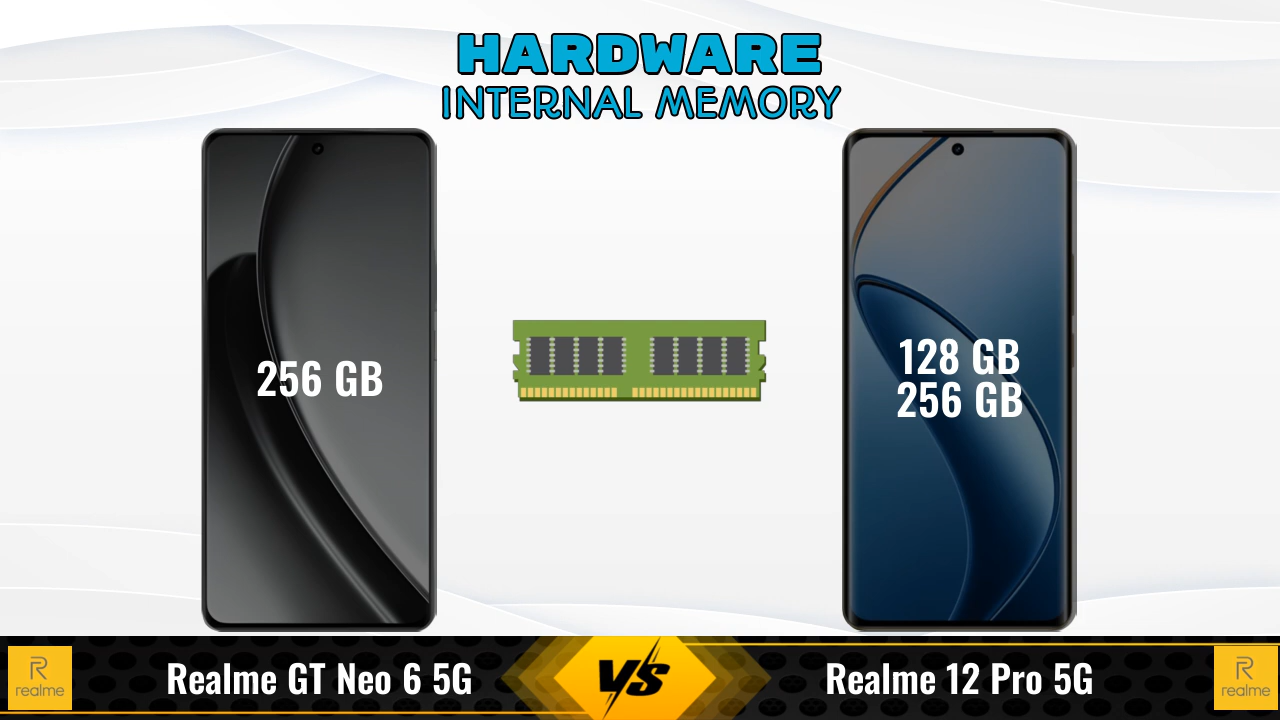 HARDWARE
INTERNAL MEMORY
256 GB
128 GB
256 GB
R
realme
Realme GT Neo 6 5G
VS
Realme 12 Pro 5G
R
realme